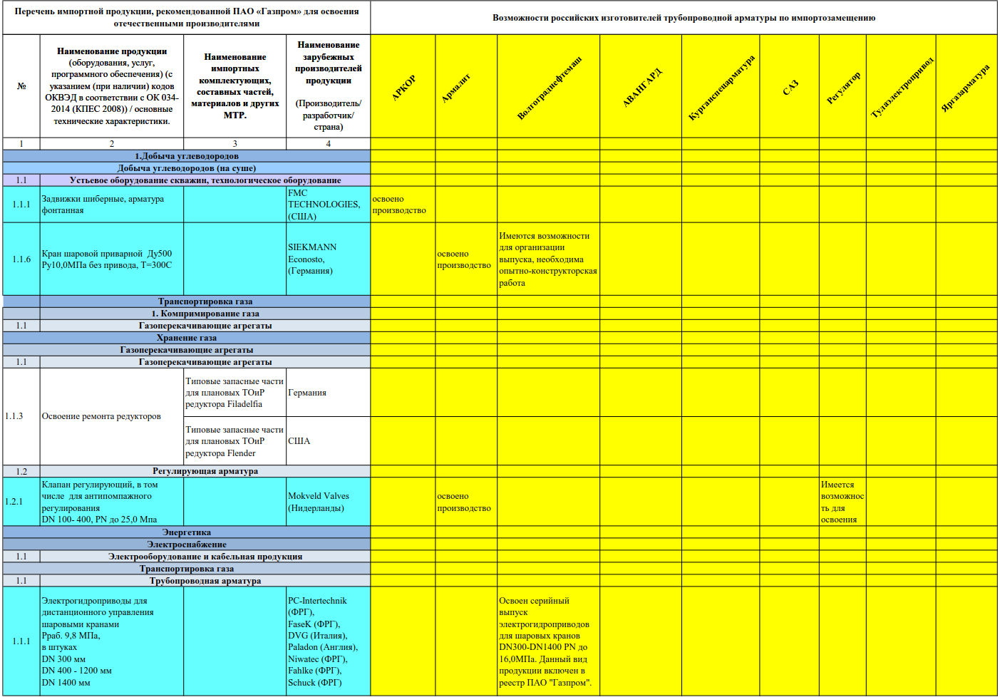 Перечень импортной продукции, рекомендованной ПАО «Газпром» для освоения
отечественными производителями
Возможности российских изготовителей трубопроводной арматуры по импортозамещению
№
Наименование продукции
(оборудования, услуг,
программного обеспечения) (с
указанием (при наличии) кодов
ОКВЭД в соответствии с ОК 034-
2014 (КПЕС 2008)) / основные
технические характеристики.
Наименование
импортных
комплектующих,
составных частей,
материалов и других
МТР.
Наименование
зарубежных
производителей
продукции
(Производитель/
разработчик/
страна)
АРКОР
Армалит
Волгограднефтемаш
АВАНГАРД
Курганспецарматура
САЗ
Регулятор
Тулаэлектропривод
Яргазарматура
1
2
3
4
1.Добыча углеводородов
Добыча углеводородов (на суше)
1.1
Устьевое оборудование скважин, технологическое оборудование
1.1.1
Задвижки шиберные, арматура
фонтанная
FMC
TECHNOLOGIES,
(США)
освоено
производство
1.1.6
Кран шаровой приварной Ду500
Ру10,0МПа без привода, Т=300С
SIEKMANN
Econosto,
(Германия)
освоено
производство
Имеются возможности
для организации
выпуска, необходима
опытно-конструкторская
работа
Транспортировка газа
1. Компримирование газа
1.1
Газоперекачивающие агрегаты
Хранение газа
Газоперекачивающие агрегаты
1.1
Газоперекачивающие агрегаты
1.1.3
Освоение ремонта редукторов
Типовые запасные части
для плановых ТОиР
редуктора Filadelfia
Германия
Типовые запасные части
для плановых ТОиР
редуктора Flender
США
1.2
Регулирующая арматура
1.2.1
Клапан регулирующий, в том
числе для антипомпажного
регулирования
DN 100- 400, PN до 25,0 Мпа
Mokveld Valves
(Нидерланды)
освоено
производство
Имеется
возможнос
ть для
освоения
Энергетика
Электроснабжение
1.1
Электрооборудование и кабельная продукция
Транспортировка газа
1.1
Трубопроводная арматура
1.1.1
Электрогидроприводы для
дистанционного управления
шаровыми кранами
Рраб. 9,8 МПа,
в штуках
DN 300 мм
DN 400 - 1200 мм
DN 1400 мм
PC-Intertechnik
(ФРГ),
FaseK (ФРГ),
DVG (Италия),
Paladon (Англия),
Niwatec (ФРГ),
Fahlke (ФРГ),
Schuck (ФРГ)
Освоен серийный
выпуск
электрогидроприводов
для шаровых кранов
DN300-DN1400 PN до
16,0МПа. Данный вид
продукции включен в
реестр ПАО "Газпром".